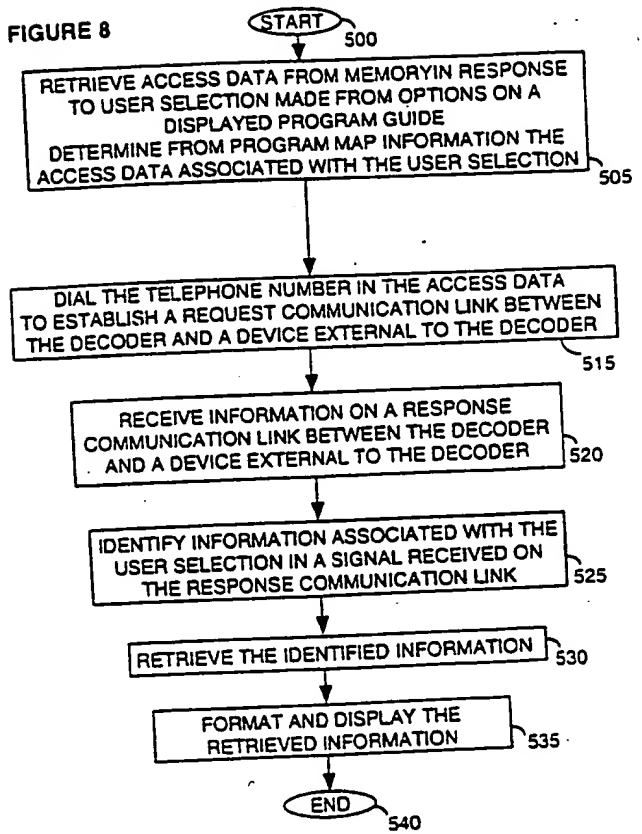 FIGURE 8
START
500
RETRIEVE ACCESS DATA FROM MEMORYIN RESPONSE
TO USER SELECTION MADE FROM OPTIONS ON A
DISPLAYED PROGRAM GUIDE
DETERMINE FROM PROGRAM MAP INFORMATION THE
ACCESS DATA ASSOCIATED WITH THE USER SELECTION
505
DIAL THE TELEPHONE NUMBER IN THE ACCESS DATA
TO ESTABLISH A REQUEST COMMUNICATION LINK BETWEEN
THE DECODER AND A DEVICE EXTERNAL TO THE DECODER
515
RECEIVE INFORMATION ON A RESPONSE
COMMUNICATION LINK BETWEEN THE DECODER
AND A DEVICE EXTERNAL TO THE DECODER
520
IDENTIFY INFORMATION ASSOCIATED WITH THE
USER SELECTION IN A SIGNAL RECEIVED ON
THE RESPONSE COMMUNICATION LINK
525
RETRIEVE THE IDENTIFIED INFORMATION
530
FORMAT AND DISPLAY THE
RETRIEVED INFORMATION
535
END
540